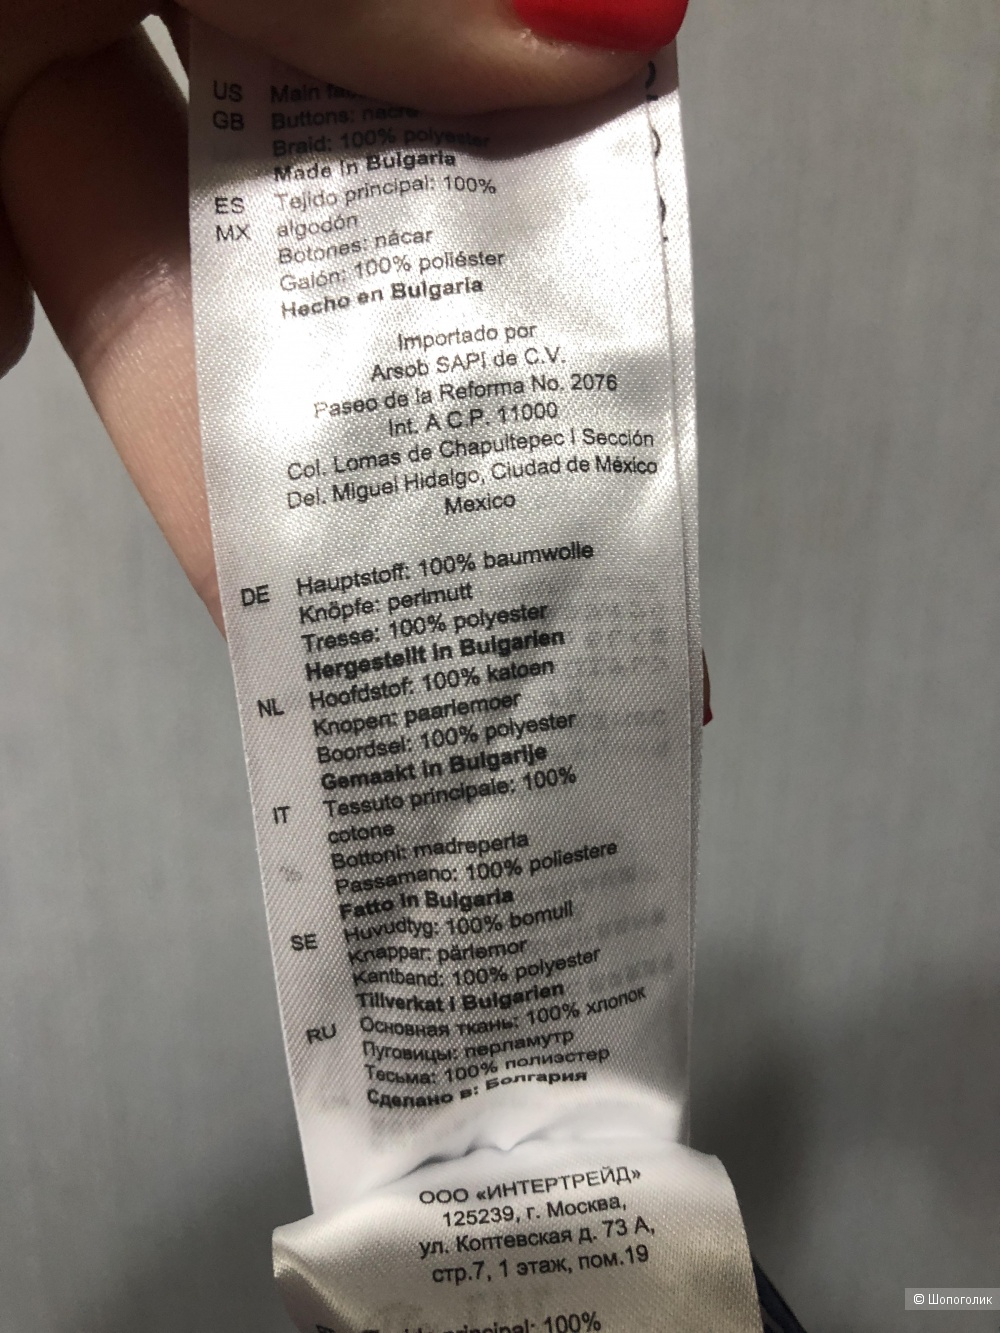 US Main
GB Buttons: nacre
Braid: 100% polyester
Made in Bulgaria
ES Tejido principal: 100%
MX algodón
Botones: nácar
Galón: 100% poliéster
Hecho en Bulgaria
Importado por
Arsob SAPI de C.V.
Paseo de la Reforma No. 2076
Int. A C.P. 11000
Col. Lomas de Chapultepec I Sección
Del. Miguel Hidalgo, Ciudad de México
Mexico
DE Hauptstoff: 100% baumwolle
Knöpfe: perlmutt
Tresse: 100% polyester
Hergestellt in Bulgarien
NL Hoofdstof: 100% katoen
Knopen: paarlemoer
Boordsel: 100% polyester
Gemaakt in Bulgarije
IT Tessuto principale: 100%
cotone
Bottoni: madreperla
Passamano: 100% poliestere
Fatto in Bulgaria
SE Huvudtyg: 100% bomull
Knappar: pärlemor
Kantband: 100% polyester
Tillverkat i Bulgarien
RU Основная ткань: 100% хлопок
Пуговицы: перламутр
Тесьма: 100% полиэстер
Сделано в: Болгария
ООО «ИНТЕРТРЕЙД»
125239, г. Москва,
ул. Коптевская д. 73 А,
стр.7, 1 этаж, пом.19
principal: 100%
© Шопоголик